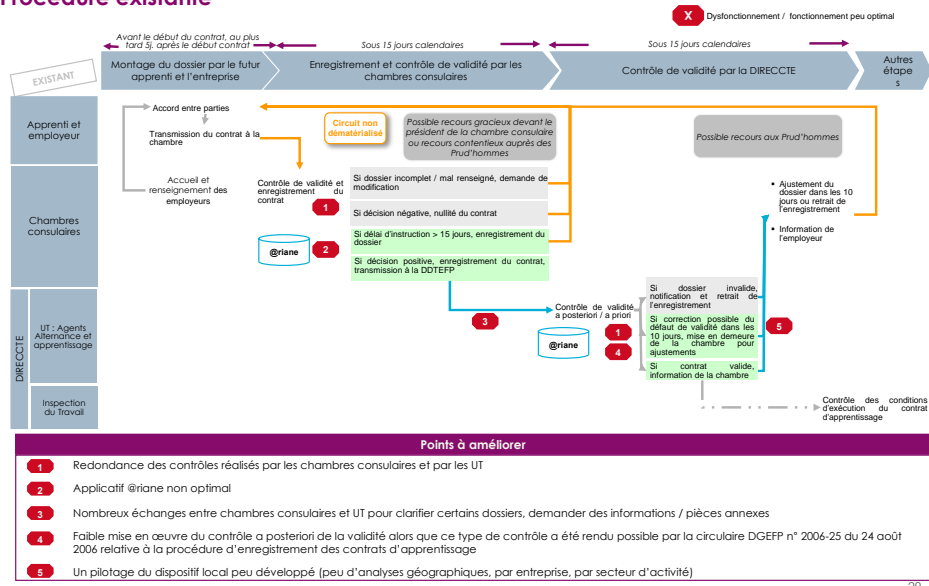 Procédure existante
X
Dysfonctionnement / fonctionnement peu optimal
Avant le début du contrat, au plus
tard 5j. après le début contrat
Sous 15 jours calendaires
Sous 15 jours calendaires
EXISTANT
Montage du dossier par le futur
apprenti et l'entreprise
Enregistrement et contrôle de validité par les
chambres consulaires
Contrôle de validité par la DIRECCTE
Autres
étape
s
Apprenti et
employeur
Accord entre parties
Transmission du contrat à la
chambre
Circuit non
dématérialisé
Possible recours gracieux devant le
président de la chambre consulaire
ou recours contentieux auprès des
Prud'hommes
Possible recours aux Prud'hommes
Chambres
consulaires
Accueil et
renseignement des
employeurs
Contrôle de validité et
enregistrement du
contrat
1
@riane
2
Si dossier incomplet / mal renseigné, demande de
modification
Si décision négative, nullité du contrat
Si délai d'instruction > 15 jours, enregistrement du
dossier
Si décision positive, enregistrement du contrat,
transmission à la DDTEFP
• Ajustement du
dossier dans les 10
jours ou retrait de
l'enregistrement
• Information de
l'employeur
DIRECCTE
UT : Agents
Alternance et
apprentissage
3
Contrôle de validité
a posteriori / a priori
@riane
1
4
Si dossier invalide,
notification et retrait de
l'enregistrement
Si correction possible du
défaut de validité dans les
10 jours, mise en demeure
de la chambre pour
ajustements
Si contrat valide,
information de la chambre
5
Inspection
du Travail
Contrôle des conditions
d'exécution du contrat
d'apprentissage
Points à améliorer
1 Redondance des contrôles réalisés par les chambres consulaires et par les UT
2 Applicatif @riane non optimal
3 Nombreux échanges entre chambres consulaires et UT pour clarifier certains dossiers, demander des informations / pièces annexes
4 Faible mise en œuvre du contrôle a posteriori de la validité alors que ce type de contrôle a été rendu possible par la circulaire DGEFP n° 2006-25 du 24 août
2006 relative à la procédure d'enregistrement des contrats d'apprentissage
5 Un pilotage du dispositif local peu développé (peu d'analyses géographiques, par entreprise, par secteur d'activité)